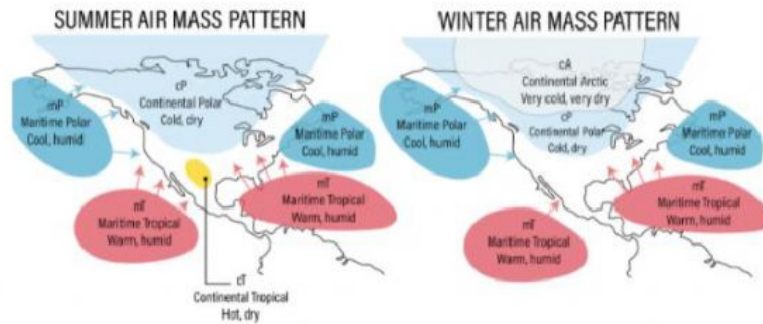 SUMMER AIR MASS PATTERN
cP
Continental Polar
Cold, dry
mP
Maritime Polar
Cool, humid
mP
Maritime Polar
Cool, humid
mT
Maritime Tropical
Warm, humid
mT
Maritime Tropical
Warm, humid
cT
Continental Tropical
Hot, dry
WINTER AIR MASS PATTERN
cA
Continental Arctic
Very cold, very dry
mP
Maritime Polar
Cool, humid
cP
Continental Polar
Cold, dry
mP
Maritime Polar
Cool, humid
mT
Maritime Tropical
Warm, humid
mT
Maritime Tropical
Warm, humid